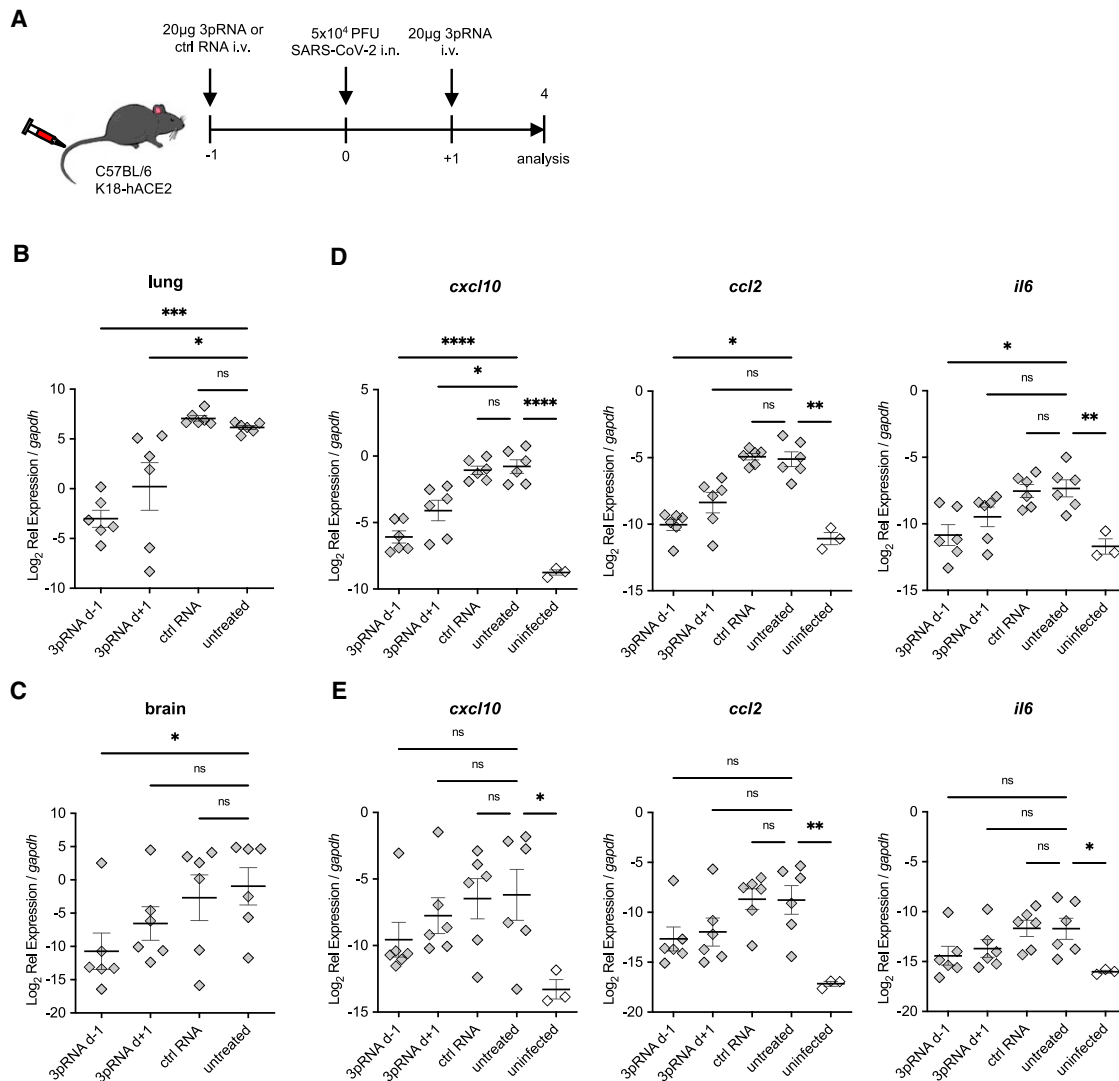 A
20µg 3pRNA or
ctrl RNA i.v.
5x10⁴ PFU
SARS-CoV-2 i.n.
20µg 3pRNA
i.v.
4
C57BL/6
K18-hACE2
-1
0
+1
analysis
B
lung
***
*
ns
Log₂ Rel Expression / gapdh
10
5
0
-5
-10
3pRNA d-1
3pRNA d+1
ctrl RNA
untreated
D
cxcl10
****
*
ns
****
Log₂ Rel Expression / gapdh
5
0
-5
-10
3pRNA d-1
3pRNA d+1
ctrl RNA
untreated
uninfected
ccl2
*
ns
ns
**
Log₂ Rel Expression / gapdh
0
-5
-10
-15
3pRNA d-1
3pRNA d+1
ctrl RNA
untreated
uninfected
il6
*
ns
ns
**
Log₂ Rel Expression / gapdh
0
-5
-10
-15
3pRNA d-1
3pRNA d+1
ctrl RNA
untreated
uninfected
C
brain
*
ns
ns
Log₂ Rel Expression / gapdh
10
5
0
-5
-10
-15
-20
3pRNA d-1
3pRNA d+1
ctrl RNA
untreated
E
cxcl10
ns
ns
ns
*
Log₂ Rel Expression / gapdh
0
-5
-10
-15
3pRNA d-1
3pRNA d+1
ctrl RNA
untreated
uninfected
ccl2
ns
ns
ns
**
Log₂ Rel Expression / gapdh
0
-5
-10
-15
-20
3pRNA d-1
3pRNA d+1
ctrl RNA
untreated
uninfected
il6
ns
ns
ns
*
Log₂ Rel Expression / gapdh
0
-5
-10
-15
-20
3pRNA d-1
3pRNA d+1
ctrl RNA
untreated
uninfected